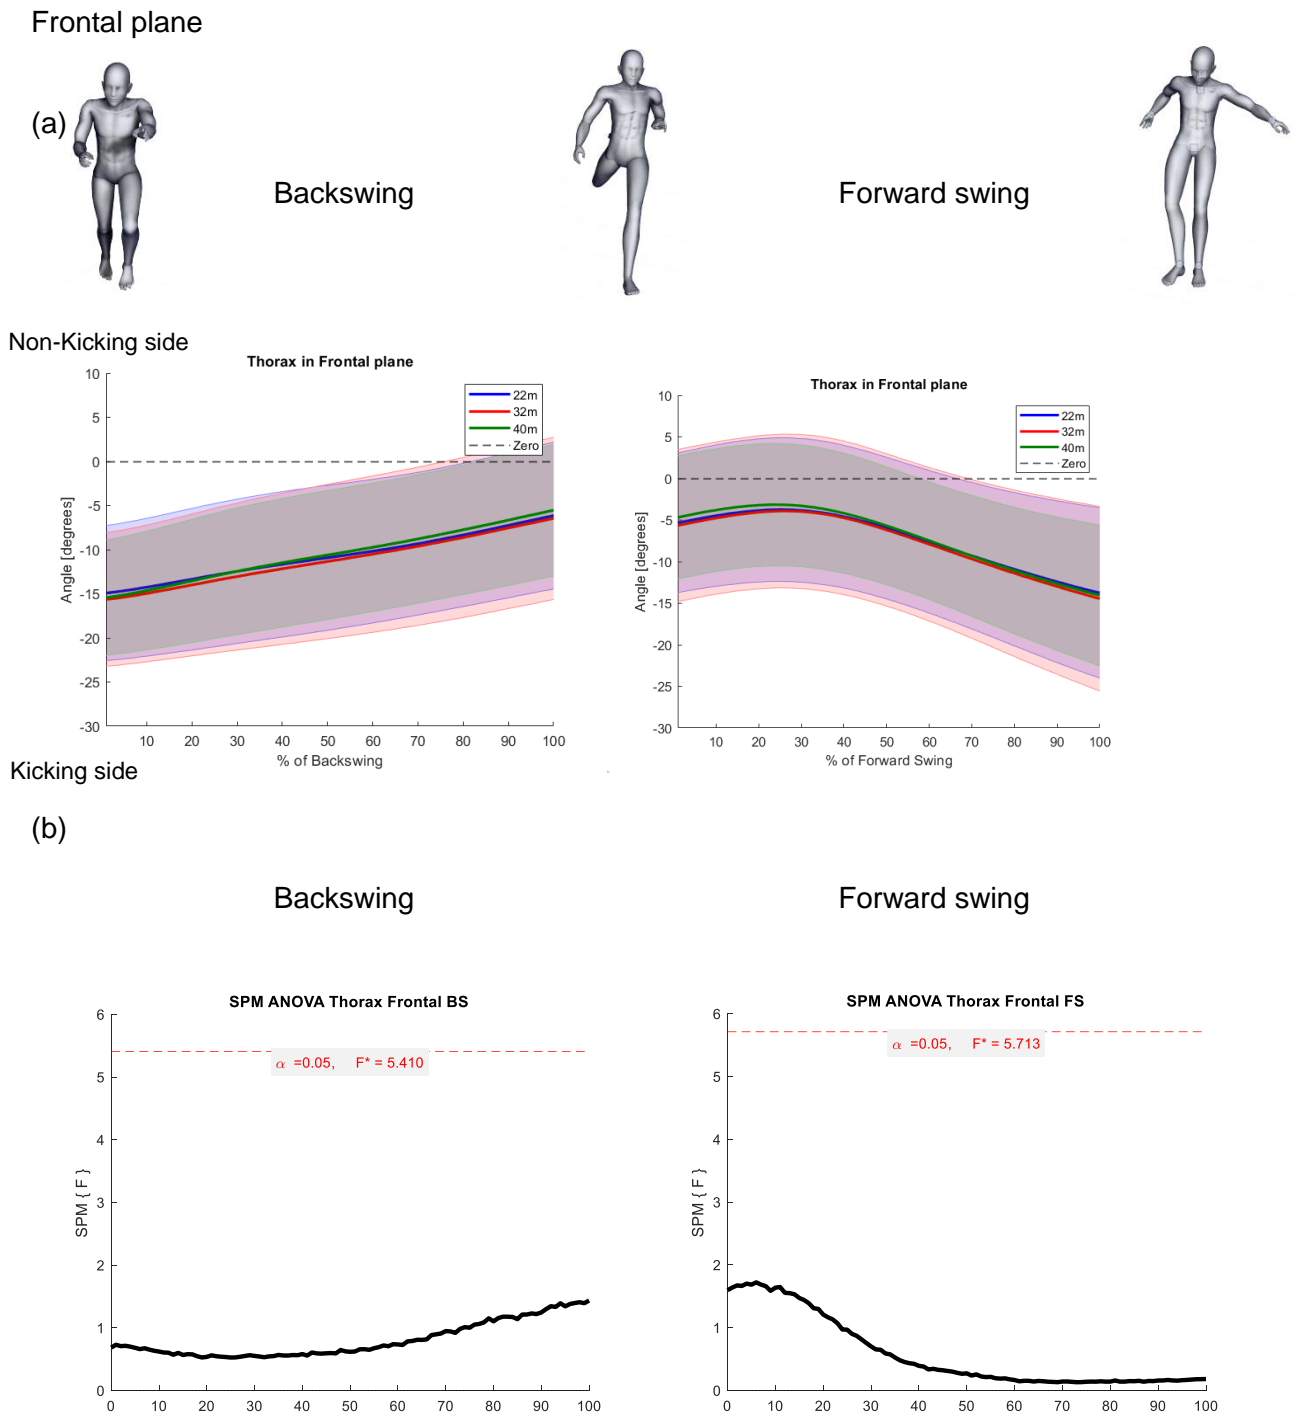 Frontal plane
(a)
Backswing
Forward swing
Non-Kicking side
Thorax in Frontal plane
10
5
0
-5
-10
-15
-20
-25
-30
Angle [degrees]
22m
32m
40m
Zero
10 20 30 40 50 60 70 80 90 100
% of Backswing
Thorax in Frontal plane
10
5
0
-5
-10
-15
-20
-25
-30
Angle [degrees]
22m
32m
40m
Zero
10 20 30 40 50 60 70 80 90 100
% of Forward Swing
Kicking side
(b)
Backswing
Forward swing
SPM ANOVA Thorax Frontal BS
6
5
4
3
2
1
0
SPM { F }
α =0.05, F* = 5.410
0 10 20 30 40 50 60 70 80 90 100
SPM ANOVA Thorax Frontal FS
6
5
4
3
2
1
0
SPM { F }
α =0.05, F* = 5.713
0 10 20 30 40 50 60 70 80 90 100